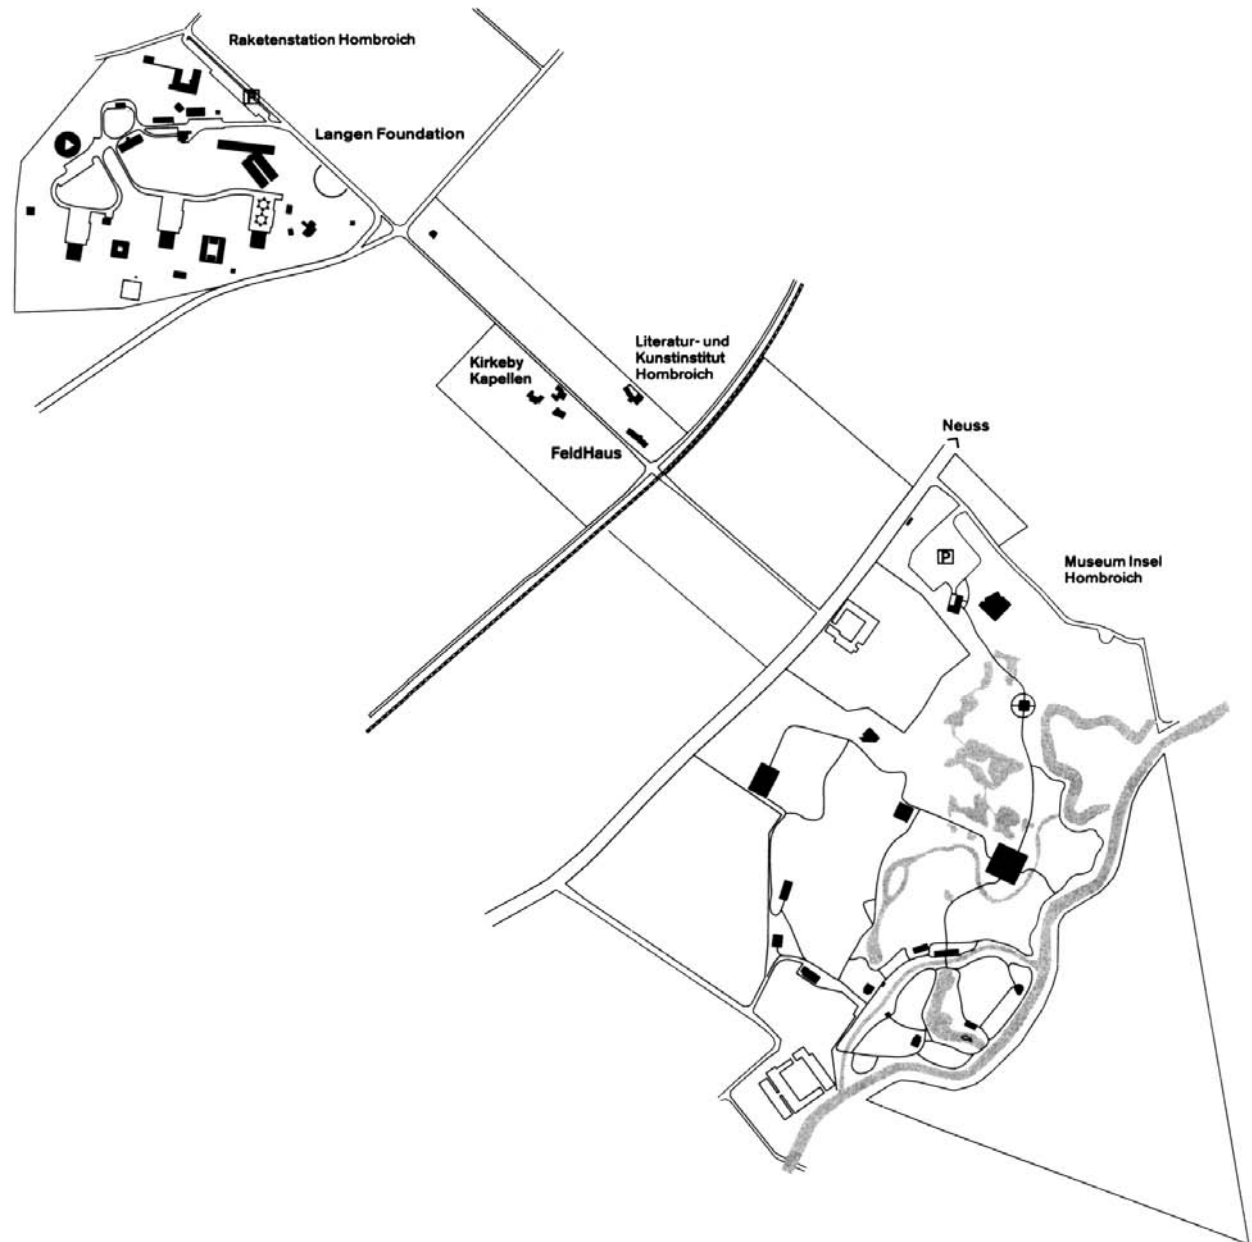 Raketenstation Hombroich
P
Langen Foundation
Literatur- und
Kunstinstitut
Hombroich
Kirkeby
Kapellen
FeldHaus
Neuss
P
Museum Insel
Hombroich